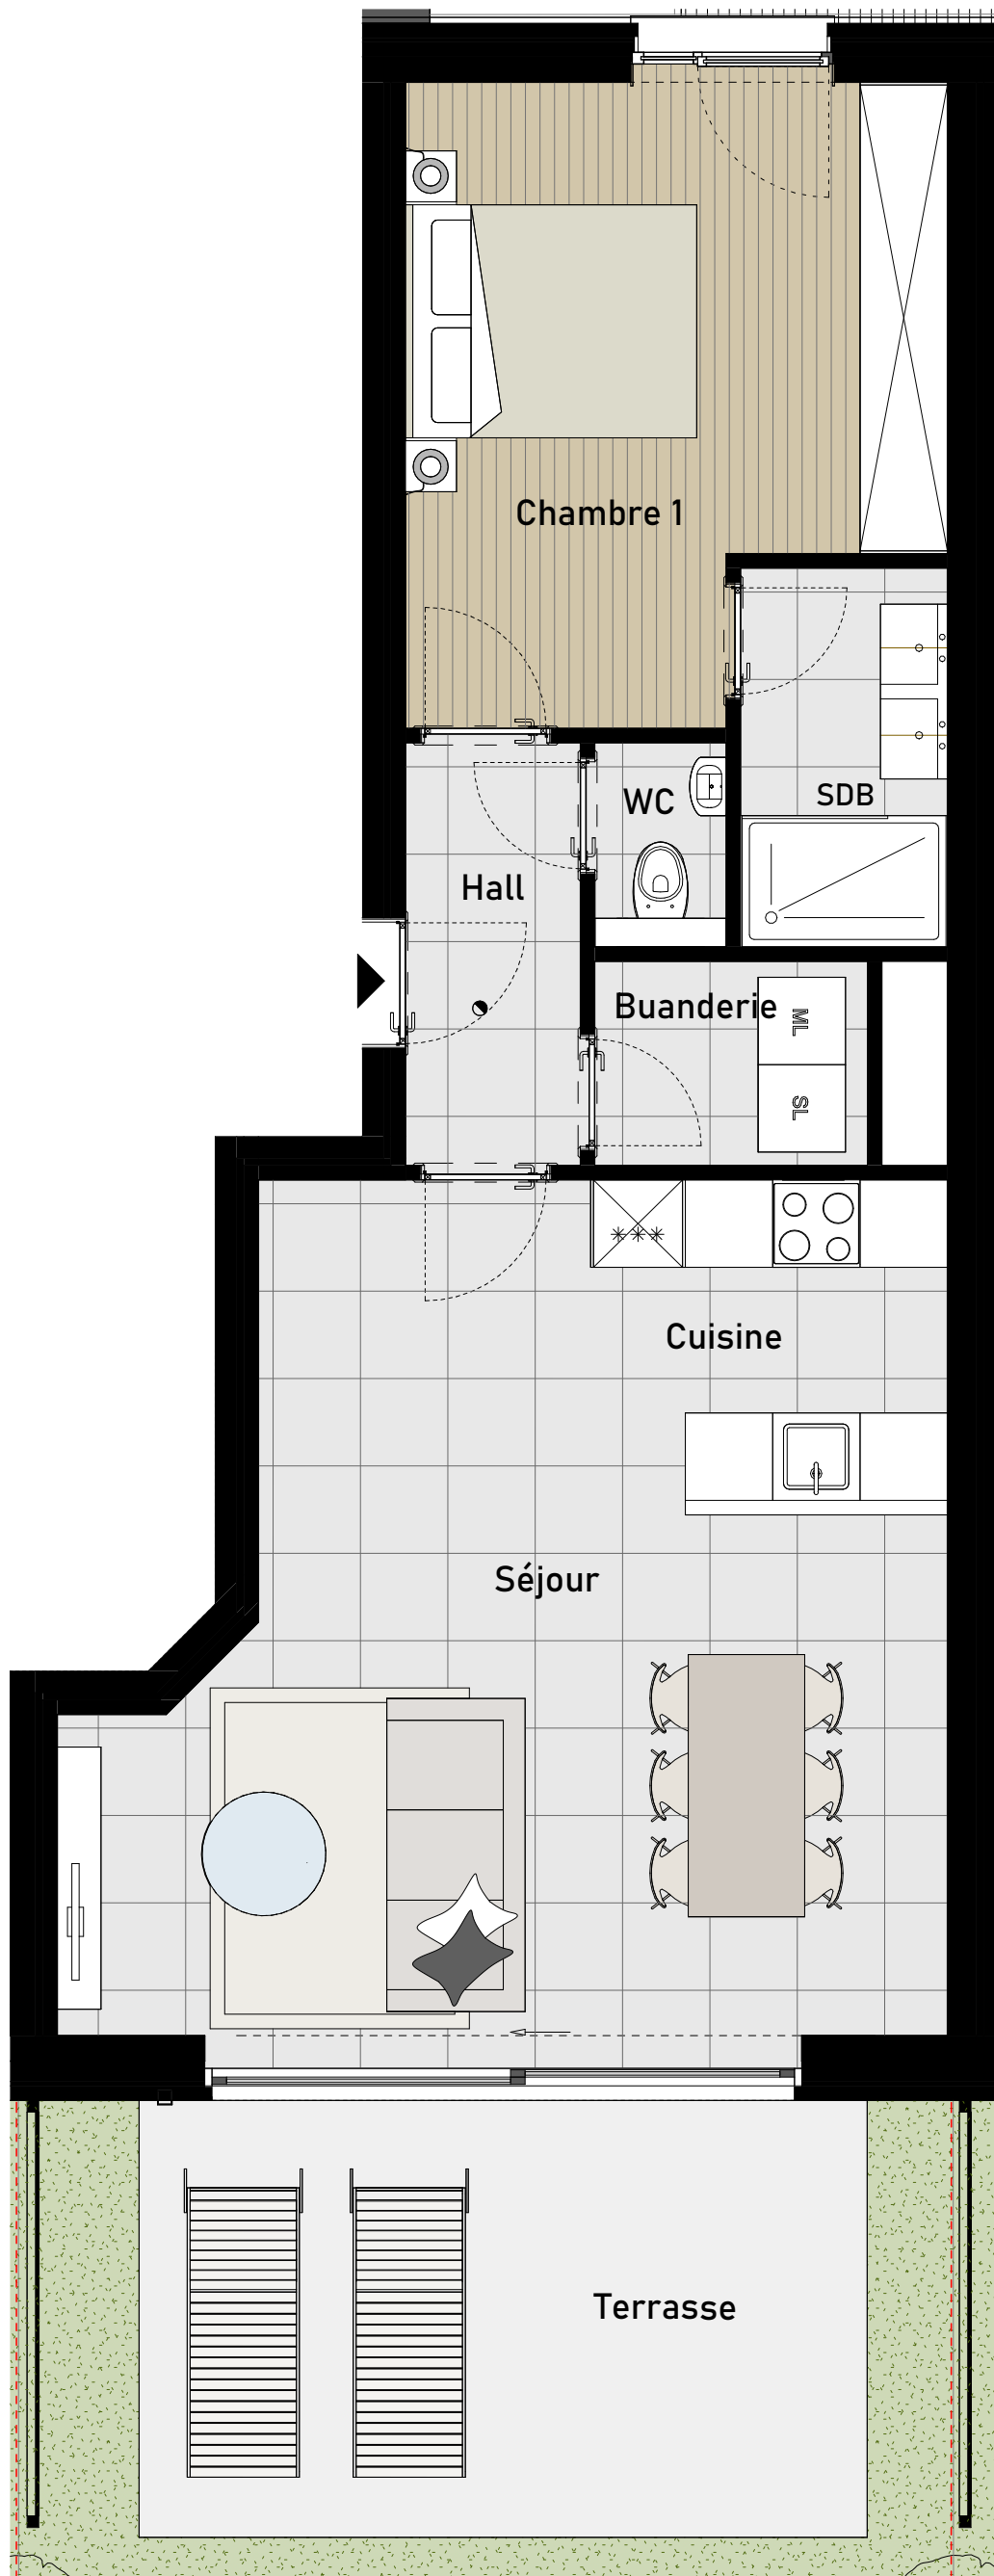 Chambre 1
SDB
WC
Hall
Buanderie
ML
SL
Cuisine
Séjour
Terrasse